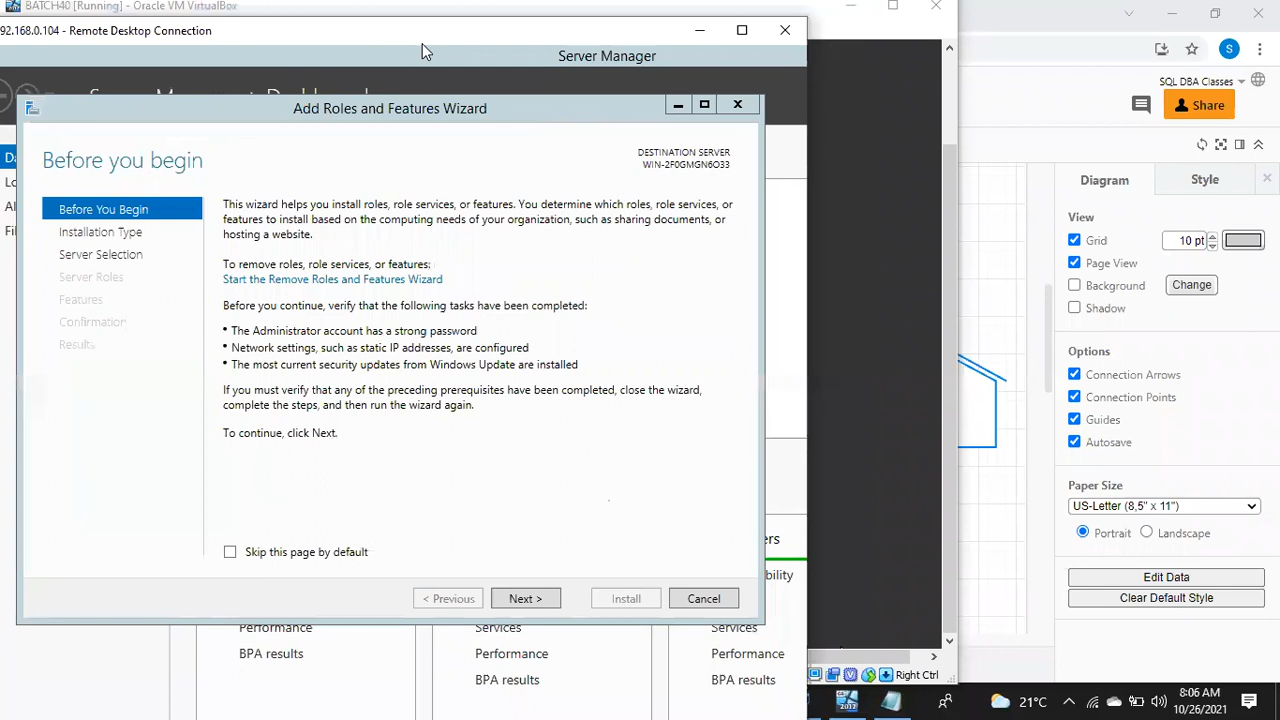 BATCH40 [Running] - Oracle VM VirtualBox
92.168.0.104 - Remote Desktop Connection
Server Manager
Add Roles and Features Wizard
Before you begin
DESTINATION SERVER
WIN-2F0GMGN6O33
Before You Begin
Installation Type
Server Selection
Server Roles
Features
Confirmation
Results
This wizard helps you install roles, role services, or features. You determine which roles, role services, or
features to install based on the computing needs of your organization, such as sharing documents, or
hosting a website.
To remove roles, role services, or features:
Start the Remove Roles and Features Wizard
Before you continue, verify that the following tasks have been completed:
• The Administrator account has a strong password
• Network settings, such as static IP addresses, are configured
• The most current security updates from Windows Update are installed
If you must verify that any of the preceding prerequisites have been completed, close the wizard,
complete the steps, and then run the wizard again.
To continue, click Next.
Skip this page by default
< Previous
Next >
Install
Cancel
ers
bility
Performance
BPA results
Services
Performance
BPA results
Services
Performance
BPA results
Right Ctrl
S
SQL DBA Classes
Share
Diagram
Style
View
Grid
10 pt
Page View
Background
Change
Shadow
Options
Connection Arrows
Connection Points
Guides
Autosave
Paper Size
US-Letter (8,5" x 11")
Portrait
Landscape
Edit Data
Clear Default Style
21°C
8:06 AM
10/26/2021